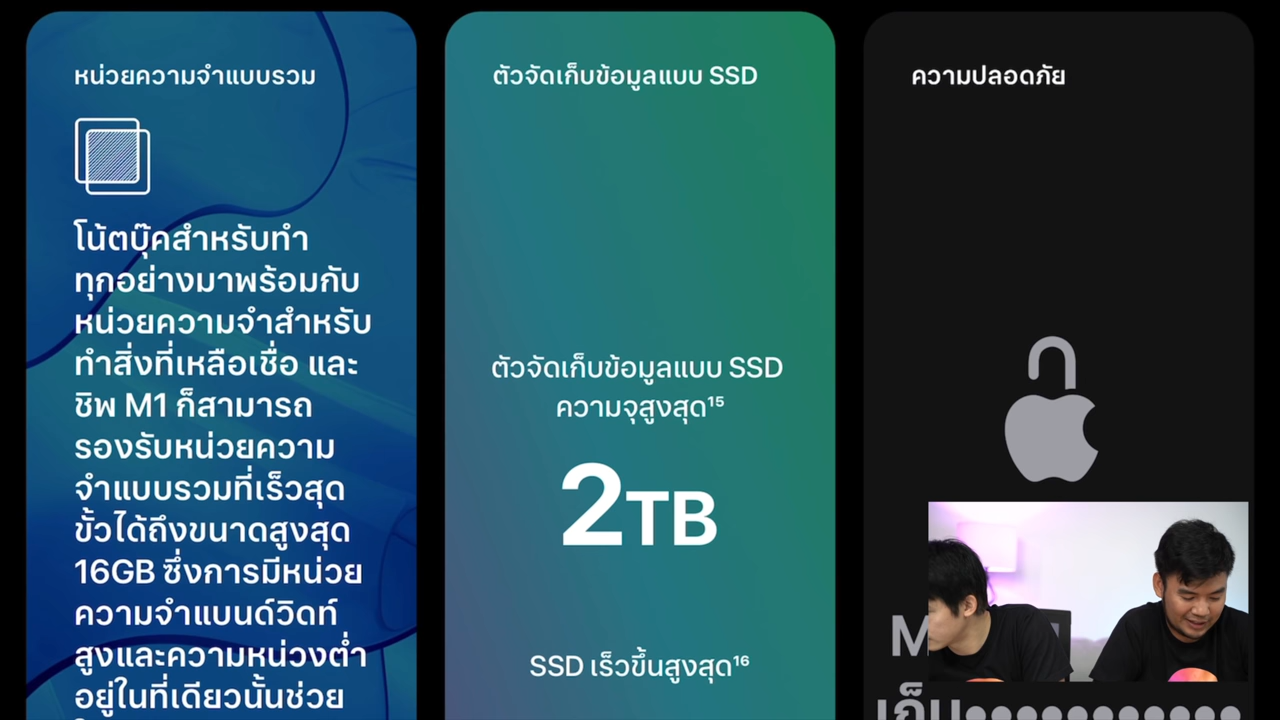 หน่วยความจำแบบรวม
โน้ตบุ๊คสำหรับทำ
ทุกอย่างมาพร้อมกับ
หน่วยความจำสำหรับ
ทำสิ่งที่เหลือเชื่อ และ
ชิพ M1 ก็สามารถ
รองรับหน่วยความ
จำแบบรวมที่เร็วสุด
ขั้วได้ถึงขนาดสูงสุด
16GB ซึ่งการมีหน่วย
ความจำแบนด์วิดท์
สูงและความหน่วงต่ำ
อยู่ในที่เดียวนั้นช่วย
ตัวจัดเก็บข้อมูลแบบ SSD
ตัวจัดเก็บข้อมูลแบบ SSD
ความจุสูงสุด¹⁵
2TB
SSD เร็วขึ้นสูงสุด¹⁶
ความปลอดภัย